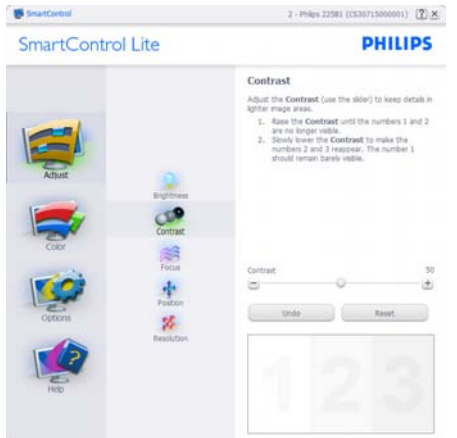 SmartControl
2 - Philips 225B1 (CS30715000001)
SmartControl Lite
PHILIPS
Adjust
Color
Options
Help
Brightness
Contrast
Focus
Position
Resolution
Contrast
Adjust the Contrast (use the slider) to keep details in
lighter image areas.
1. Raise the Contrast until the numbers 1 and 2
are no longer visible.
2. Slowly lower the Contrast to make the
numbers 2 and 3 reappear. The number 1
should remain barely visible.
Contrast 50
Undo Reset
1 2 3